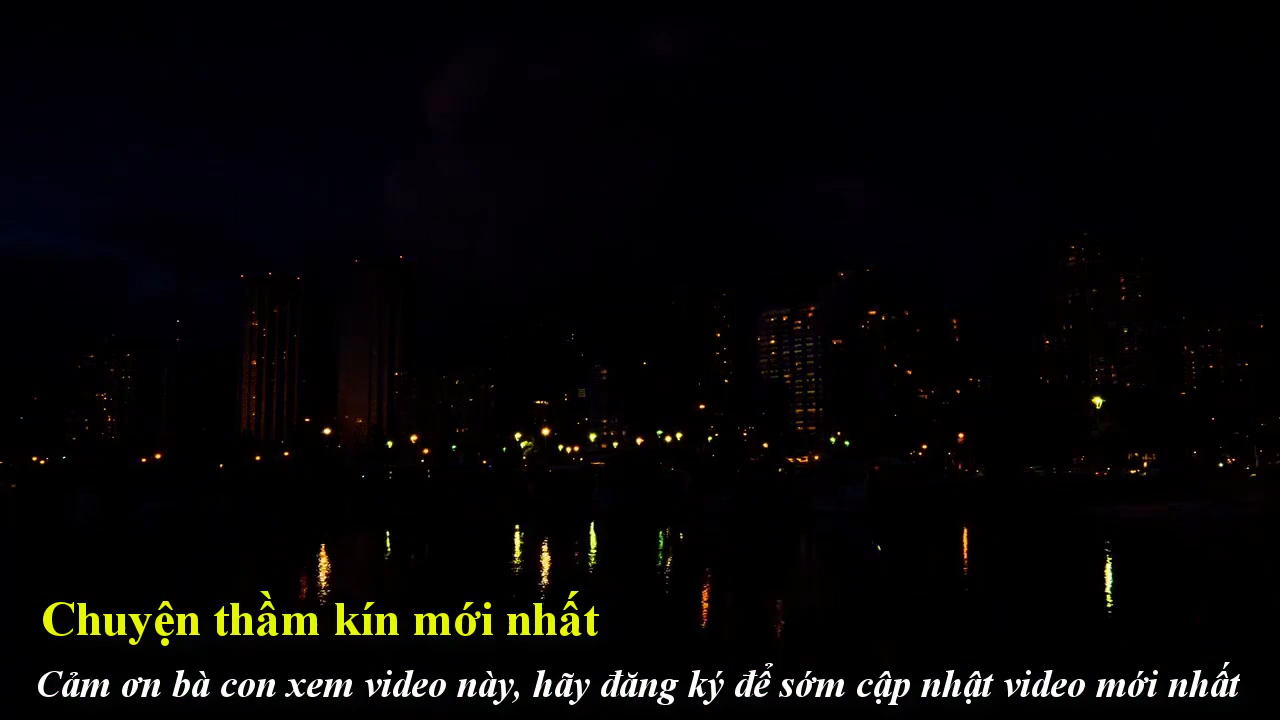 Chuyện thầm kín mới nhất
Cảm ơn bà con xem video này, hãy đăng ký để sớm cập nhật video mới nhất